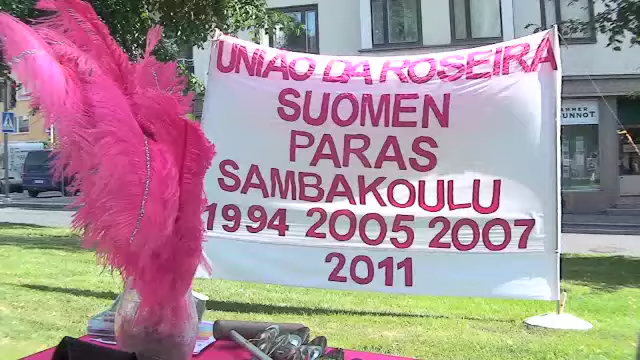 UNIAO DA ROSEIRA
SUOMEN
PARAS
SAMBAKOULU
1994 2005 2007
2011